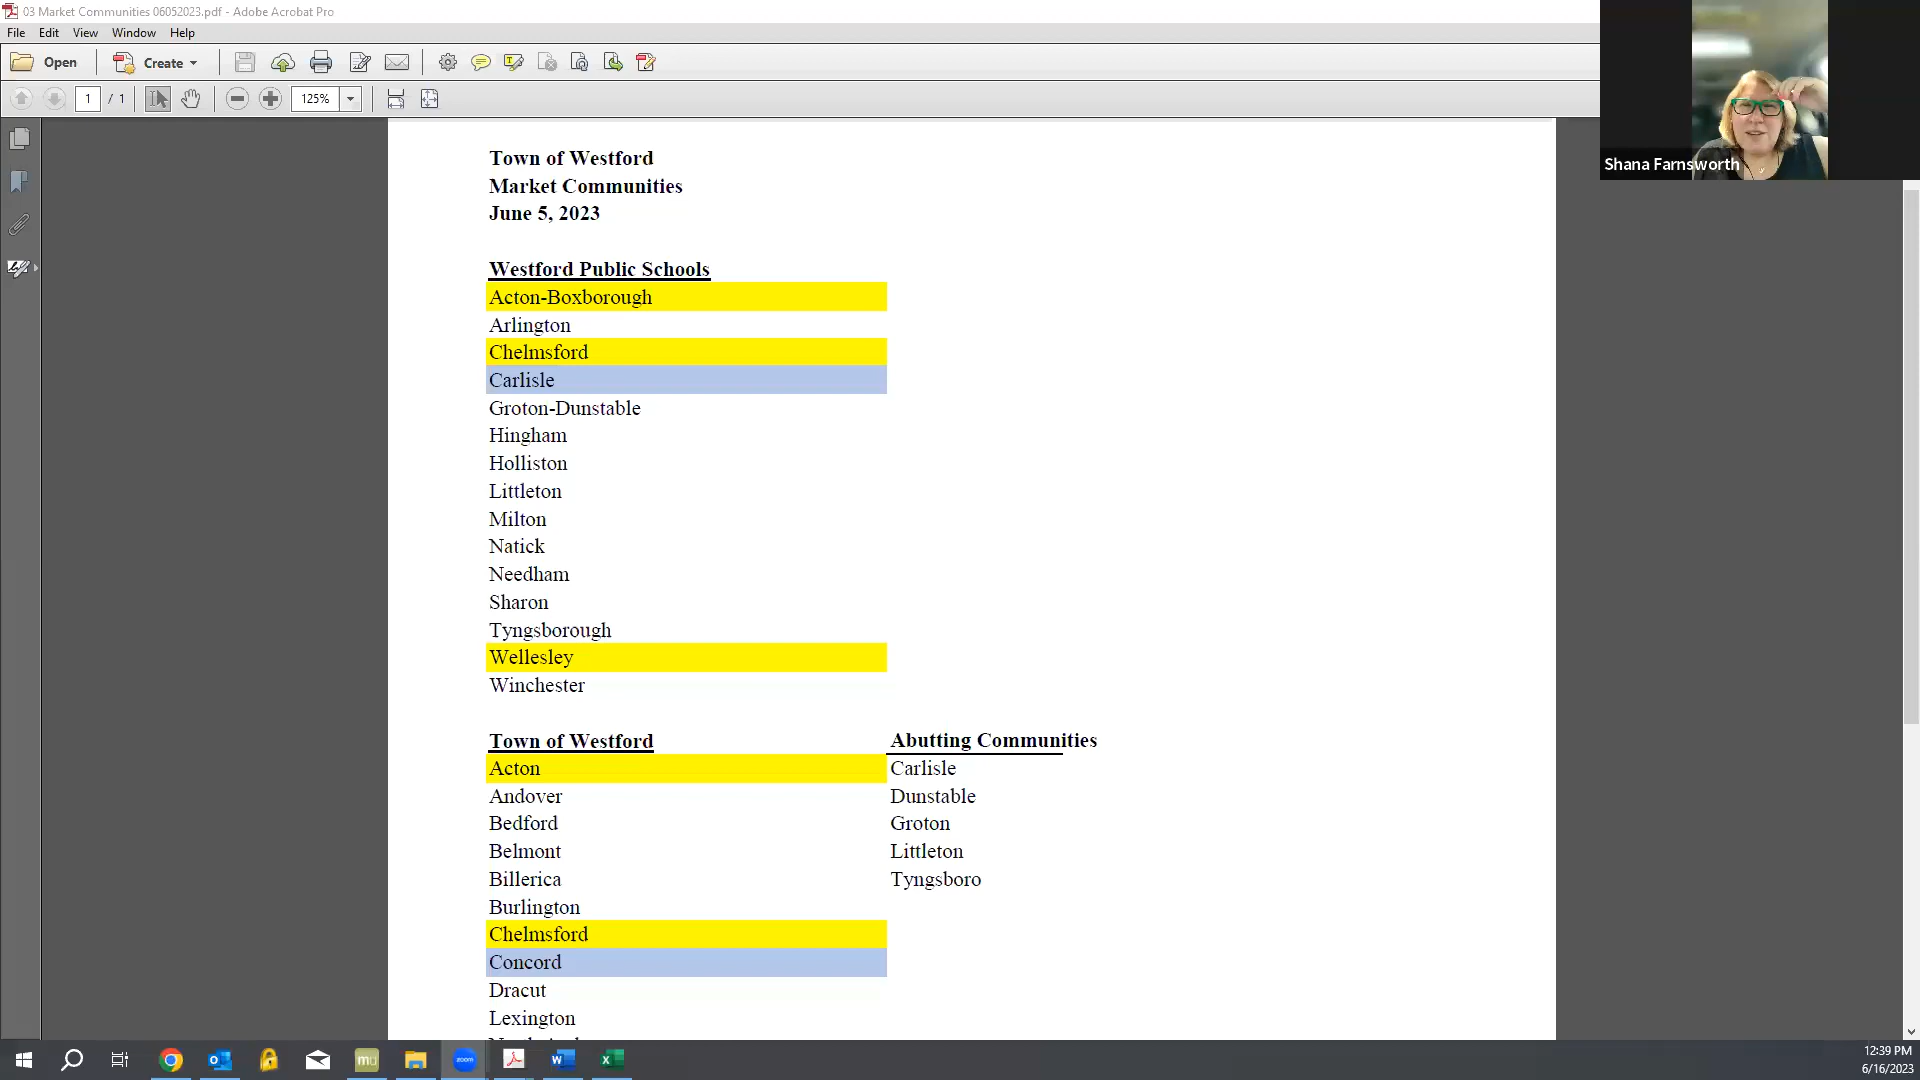 03 Market Communities 06052023.pdf - Adobe Acrobat Pro
File Edit View Window Help
Open Create
1 / 1 125%
Shana Farnsworth
Town of Westford
Market Communities
June 5, 2023
Westford Public Schools
Acton-Boxborough
Arlington
Chelmsford
Carlisle
Groton-Dunstable
Hingham
Holliston
Littleton
Milton
Natick
Needham
Sharon
Tyngsborough
Wellesley
Winchester
Town of Westford
Acton
Andover
Bedford
Belmont
Billerica
Burlington
Chelmsford
Concord
Dracut
Lexington
Abutting Communities
Carlisle
Dunstable
Groton
Littleton
Tyngsboro
mu
zoom
12:39 PM
6/16/2023